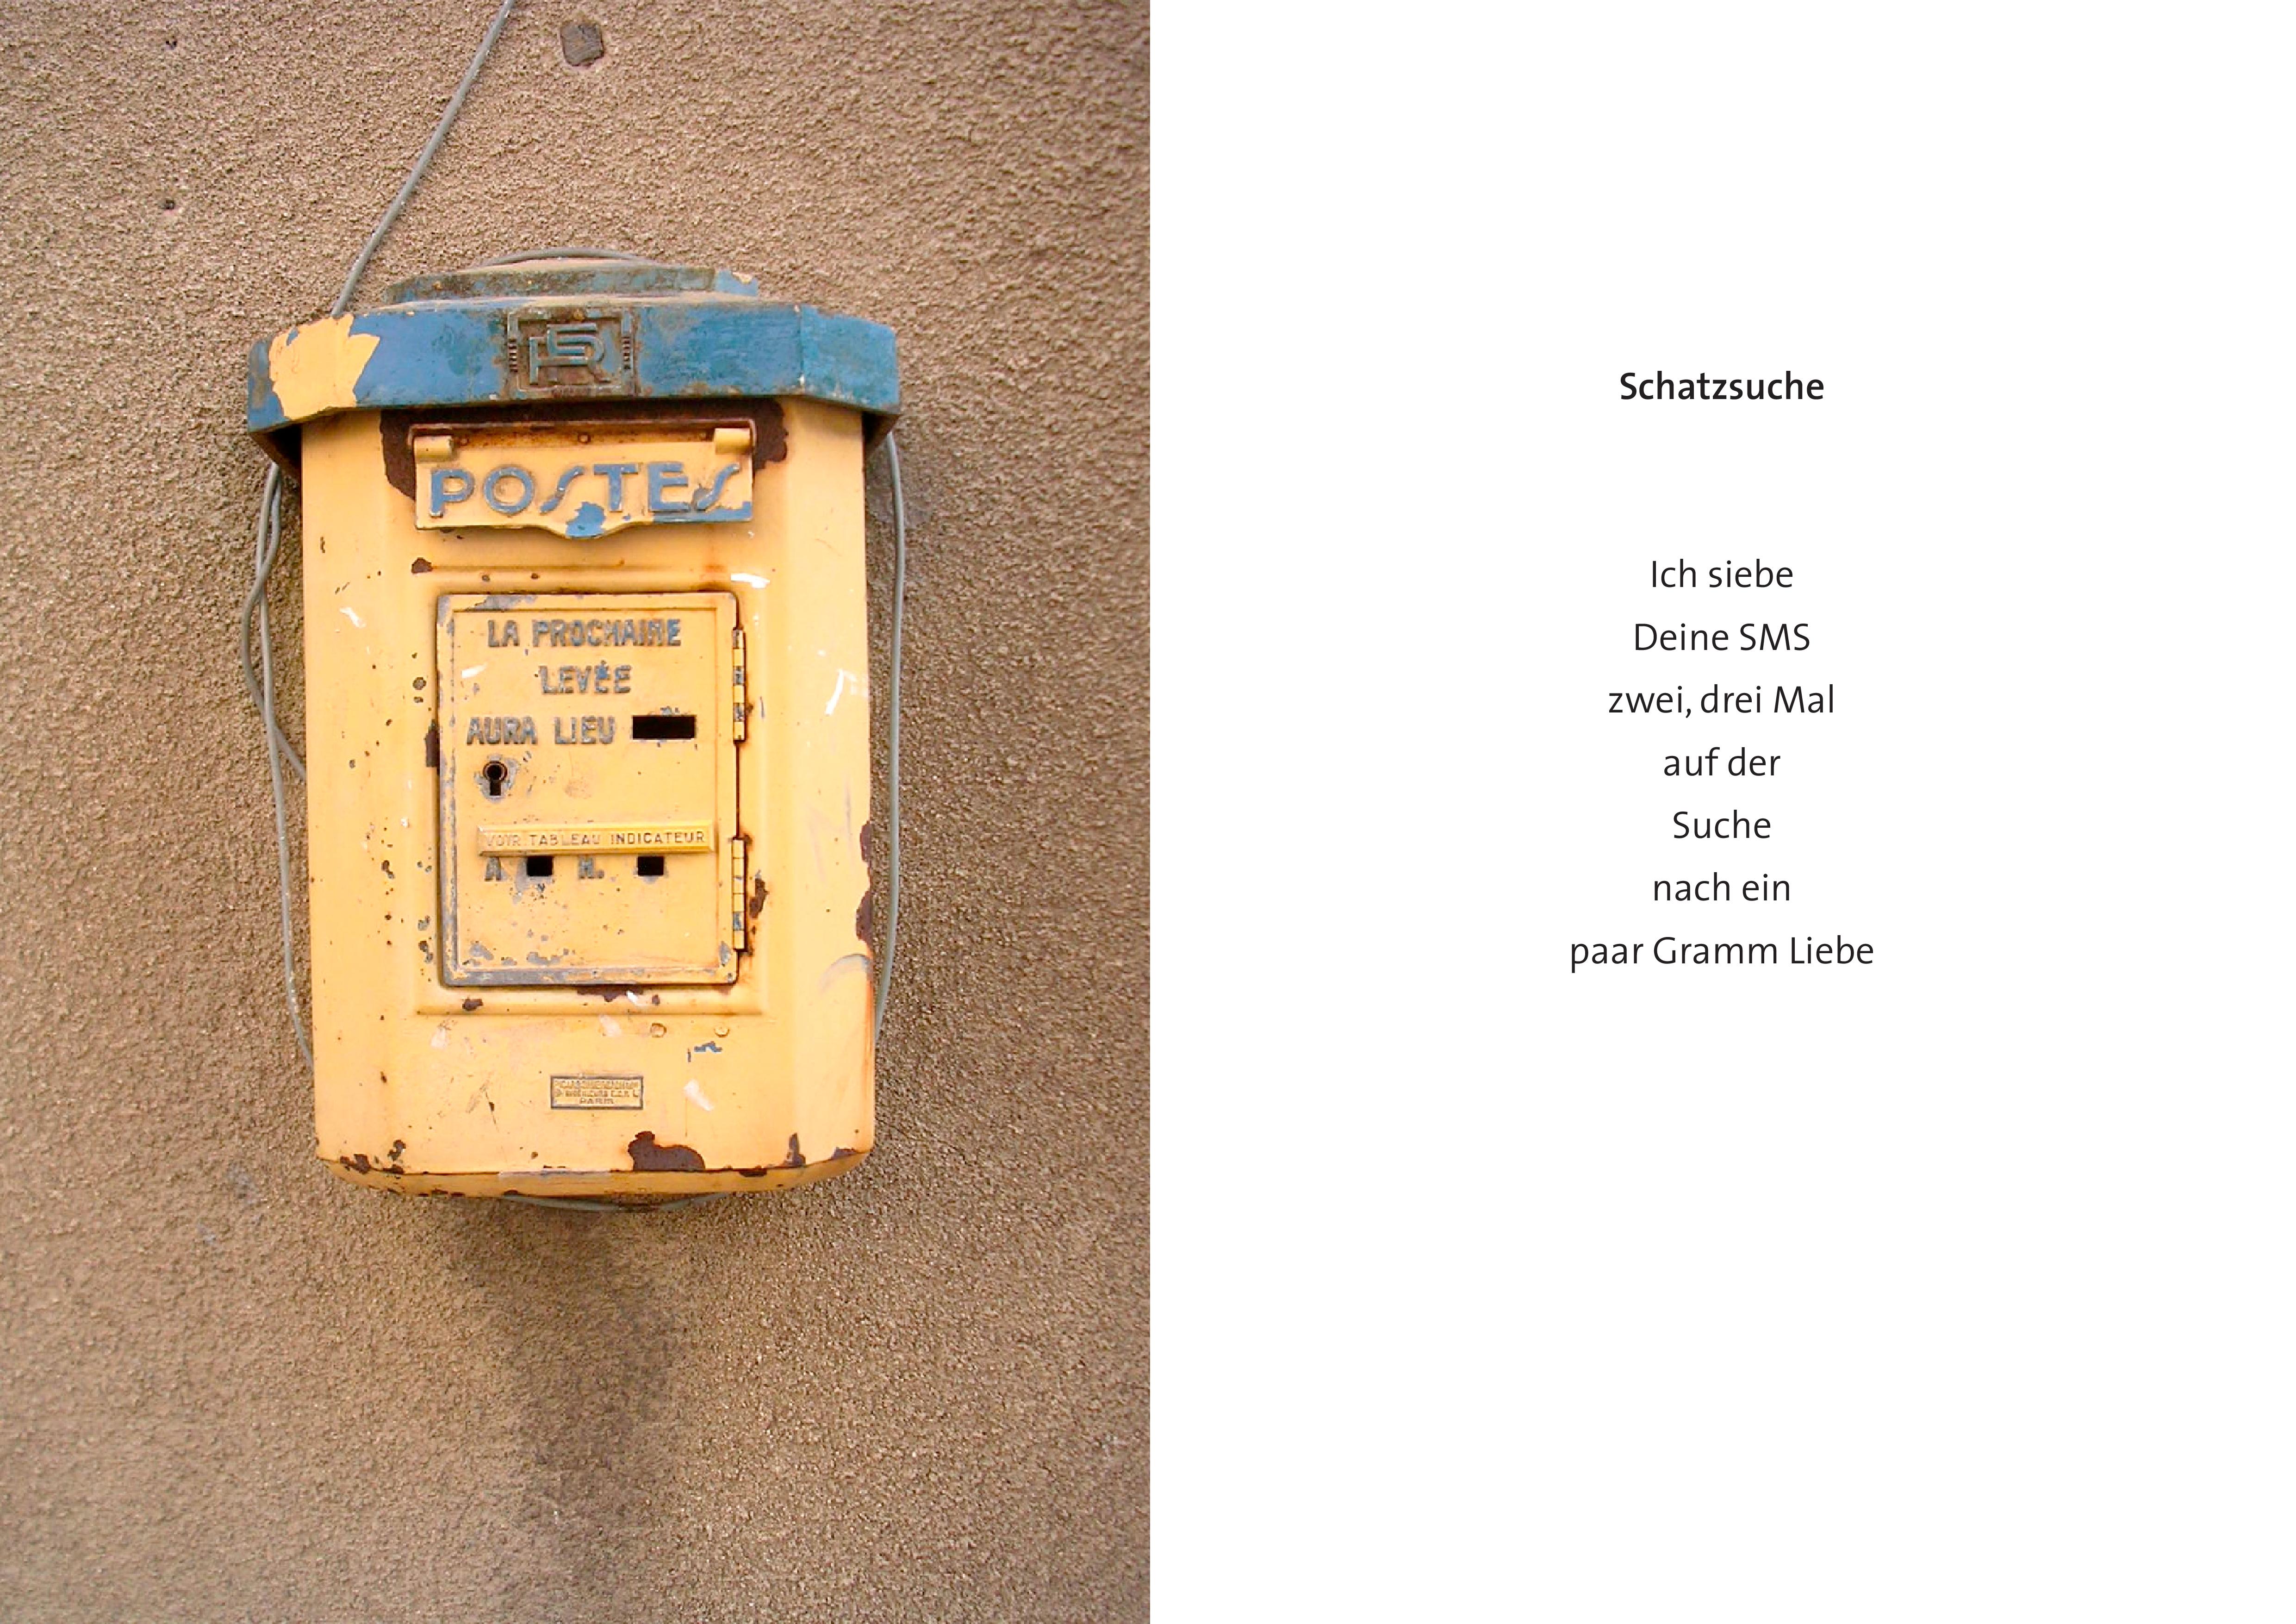 POSTES
LA PROCHAINE
LEVÉE
AURA LIEU
VOIR TABLEAU INDICATEUR
A H.
PARIS
Schatzsuche
Ich siebe
Deine SMS
zwei, drei Mal
auf der
Suche
nach ein
paar Gramm Liebe